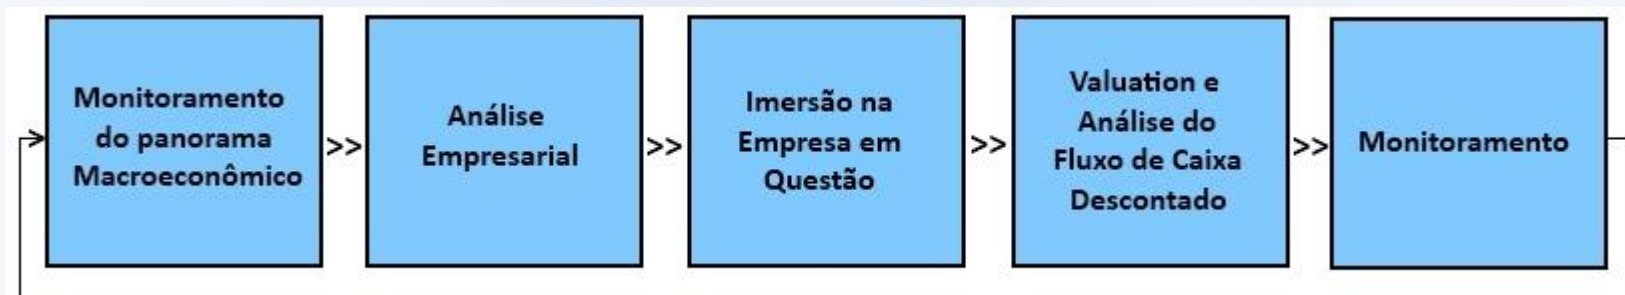 Monitoramento
do panorama
Macroeconômico
>>
Análise
Empresarial
>>
Imersão na
Empresa em
Questão
>>
Valuation e
Análise do
Fluxo de Caixa
Descontado
>>
Monitoramento